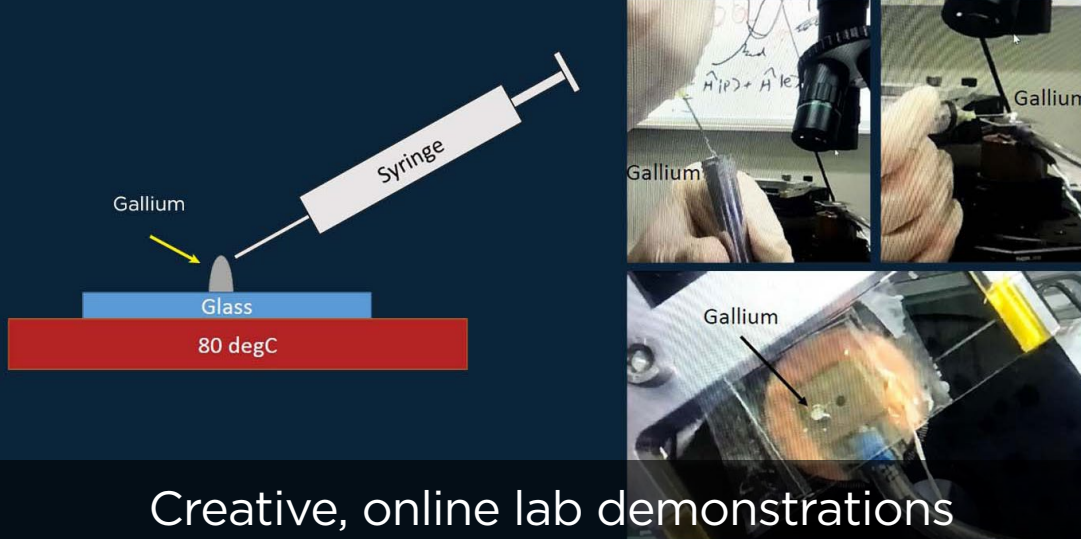 Syringe
Gallium
Glass
80 degC
Gallium
Gallium
Gallium
Creative, online lab demonstrations